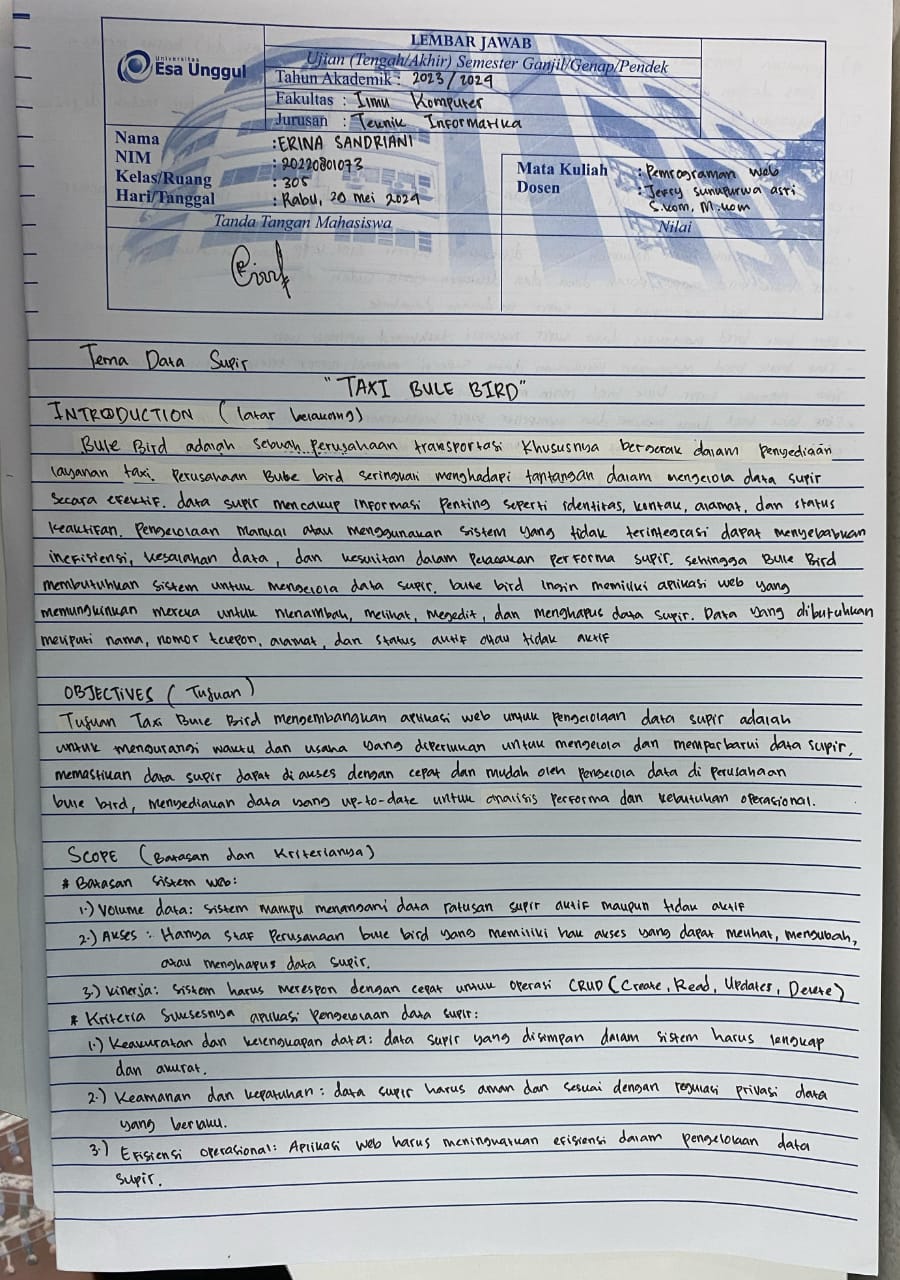 LEMBAR JAWAB
Universitas
Esa Unggul
Ujian (Tengah/Akhir) Semester Ganjil/Genap/Pendek
Tahun Akademik : 2023/2024
Fakultas : Ilmu Komputer
Jurusan : Teknik Informatika
Nama : ERINA SANDRIANI
NIM : 20220801073
Kelas/Ruang : 305
Hari/Tanggal : Rabu, 20 Mei 2024
Mata Kuliah : Pemrograman Web
Dosen : Jerry sunupurwa asri
S.kom, M.kom
Tanda Tangan Mahasiswa
Nilai
Tema Data Supir
"TAXI BULE BIRD"
INTRODUCTION (latar belakang)
Bule Bird adalah sebuah perusahaan transportasi khususnya bergerak dalam penyediaan
layanan taxi. Perusahaan Bube bird seringkali menghadapi tantangan dalam mengelola data supir
secara efektif. data supir mencakup informasi penting seperti identitas, kontak, alamat, dan status
keaktifan. Pengelolaan manual atau menggunakan sistem yang tidak terintegrasi dapat menyebabkan
inefisiensi, kesalahan data, dan kesulitan dalam pelacakan performa supir. sehingga Bule Bird
membutuhkan sistem untuk mengelola data supir. bule bird ingin memiliki aplikasi web yang
memungkinkan mereka untuk menambah, melihat, megedit, dan menghapus data supir. Data yang dibutuhkan
meliputi nama, nomor telepon, alamat, dan status aktif atau tidak aktif
OBJECTIVES (Tujuan)
Tujuan Taxi Bule Bird mengembangkan aplikasi web untuk pengelolaan data supir adalah
untuk mengurangi waktu dan usaha yang diperlukan untuk mengelola dan memperbarui data supir,
memastikan data supir dapat di akses dengan cepat dan mudah oleh pengelola data di perusahaan
bule bird, menyediakan data yang up-to-date untuk analisis performa dan kebutuhan operasional.
SCOPE (Batasan dan Kriterianya)
* Batasan sistem web:
1.) Volume data: sistem mampu menangani data ratusan supir aktif maupun tidak aktif
2.) Akses : Hanya staf perusahaan bule bird yang memiliki hak akses yang dapat melihat, mengubah,
atau menghapus data supir.
3.) Kinerja: sistem harus merespon dengan cepat untuk operasi CRUD (Create, Read, Updates, Delete)
* Kriteria suksesnya aplikasi pengelolaan data supir:
1.) Keakuratan dan kelengkapan data: data supir yang disimpan dalam sistem harus lengkap
dan akurat.
2.) Keamanan dan kepatuhan : data supir harus aman dan sesuai dengan regulasi privasi data
yang berlaku.
3.) Efisiensi operasional: Aplikasi web harus meningkatkan efisiensi dalam pengelolaan data
supir.